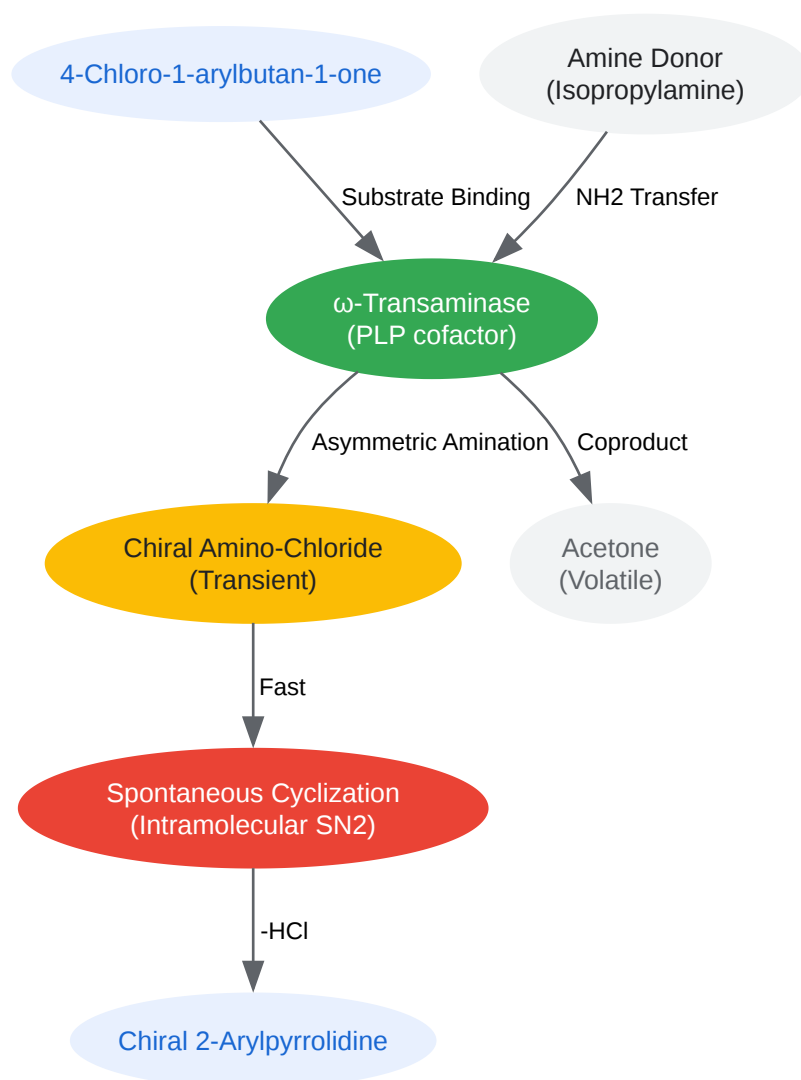 4-Chloro-1-arylbutan-1-one
Amine Donor
(Isopropylamine)
Substrate Binding
NH2 Transfer
ω-Transaminase
(PLP cofactor)
Asymmetric Amination
Coproduct
Chiral Amino-Chloride
(Transient)
Acetone
(Volatile)
Fast
Spontaneous Cyclization
(Intramolecular SN2)
-HCl
Chiral 2-Arylpyrrolidine